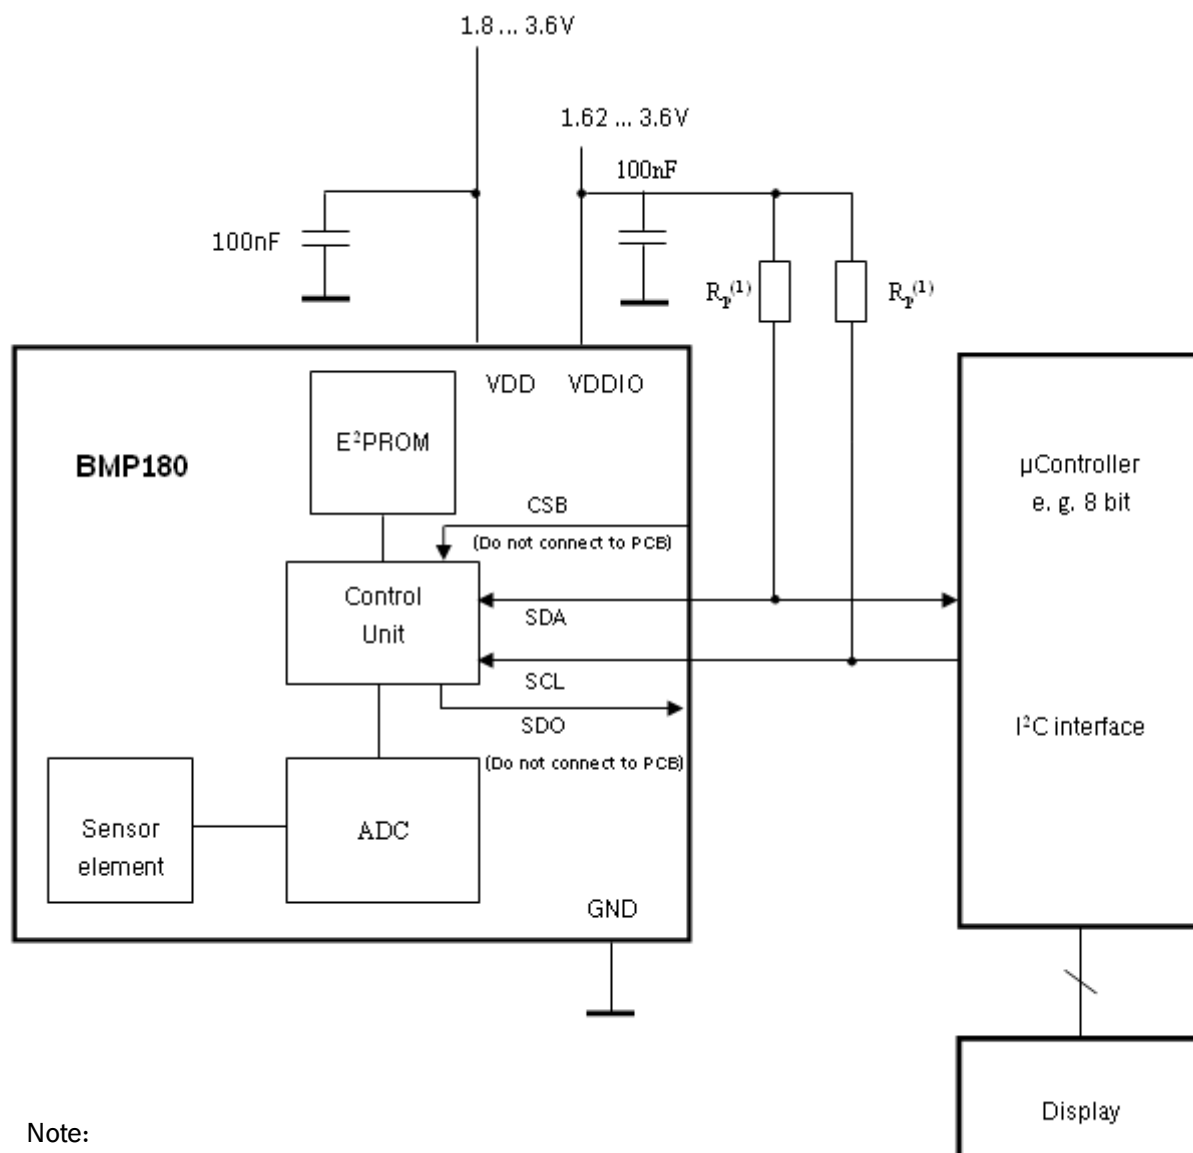 1.8 ... 3.6V
1.62 ... 3.6V
100nF
100nF
Rp(1)
Rp(1)
VDD
VDDIO
E²PROM
BMP180
µController
e. g. 8 bit
CSB
(Do not connect to PCB)
Control
Unit
SDA
SCL
SDO
(Do not connect to PCB)
I²C interface
Sensor
element
ADC
GND
Display
Note: